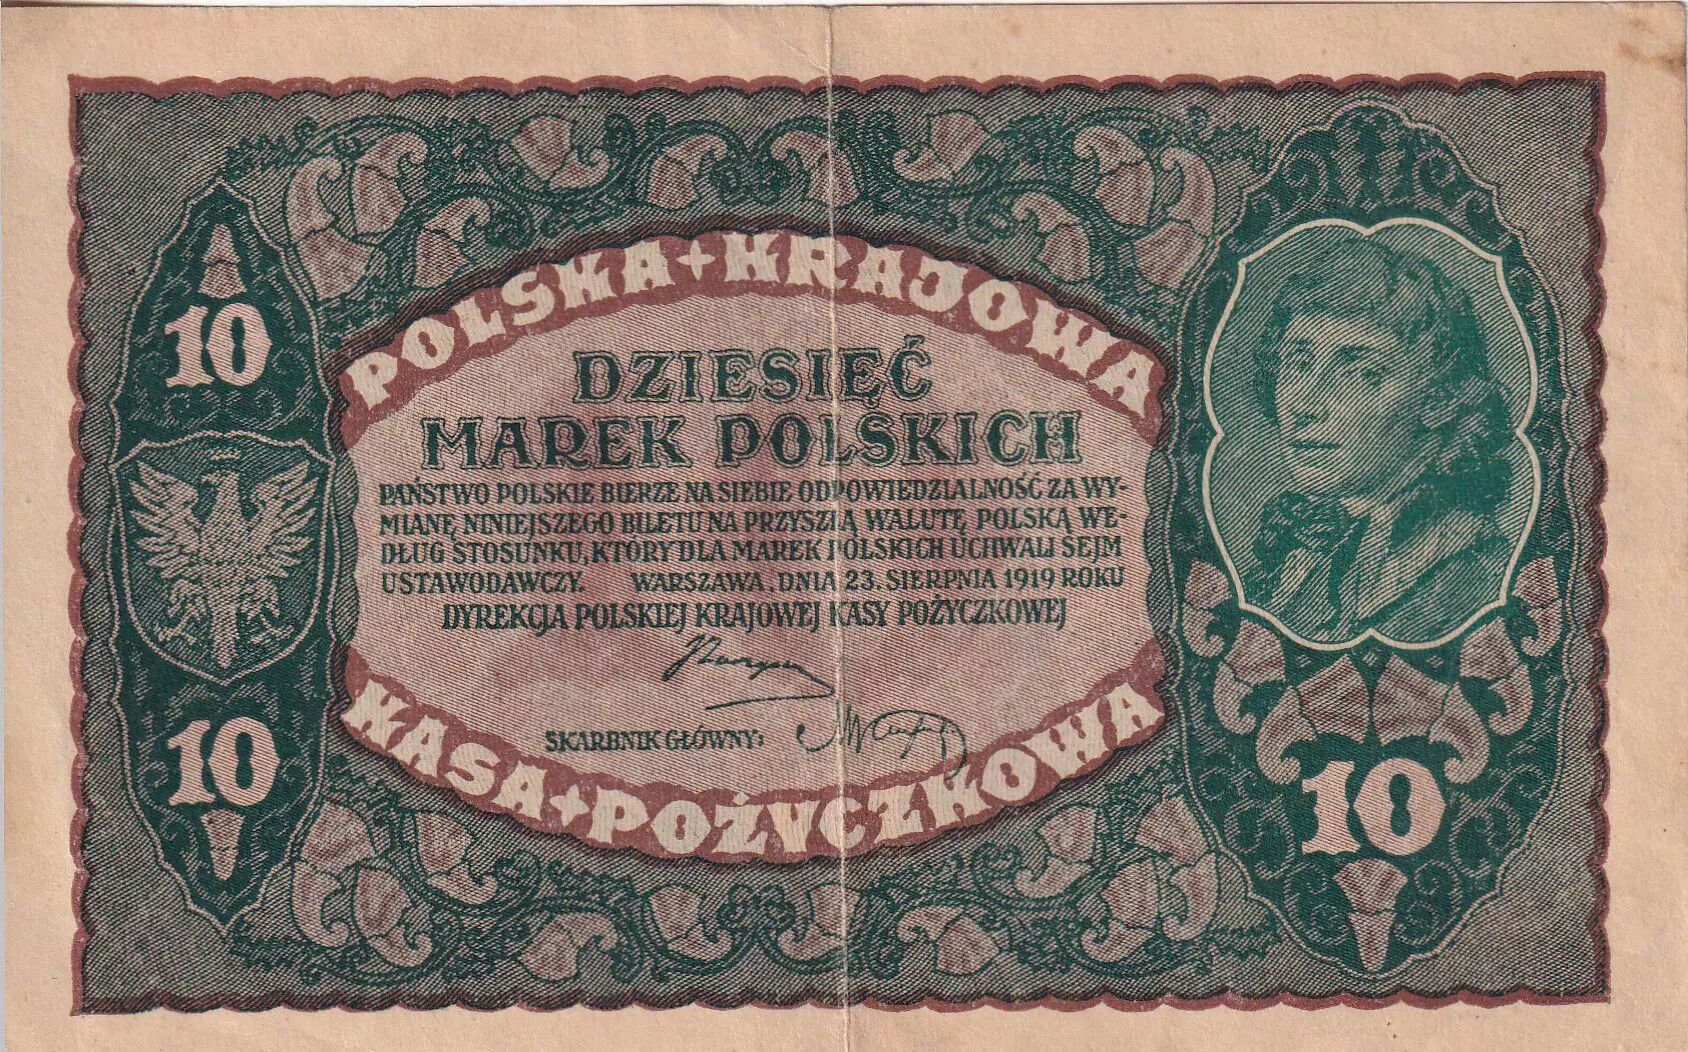 POLSKA + KRAJOWA
10
DZIESIĘĆ
MAREK POLSKICH
PAŃSTWO POLSKIE BIERZE NA SIEBIE ODPOWIEDZIALNOŚĆ ZA WY-
MIANĘ NINIEJSZEGO BILETU NA PRZYSZŁĄ WALUTĘ POLSKĄ WE-
DŁUG STOSUNKU, KTÓRY DLA MAREK POLSKICH UCHWALI SEJM
USTAWODAWCZY. WARSZAWA, DNIA 23. SIERPNIA 1919 ROKU
DYREKCJA POLSKIEJ KRAJOWEJ KASY POŻYCZKOWEJ
SKARBNIK GŁÓWNY:
10
10
KASA + POŻYCZKOWA